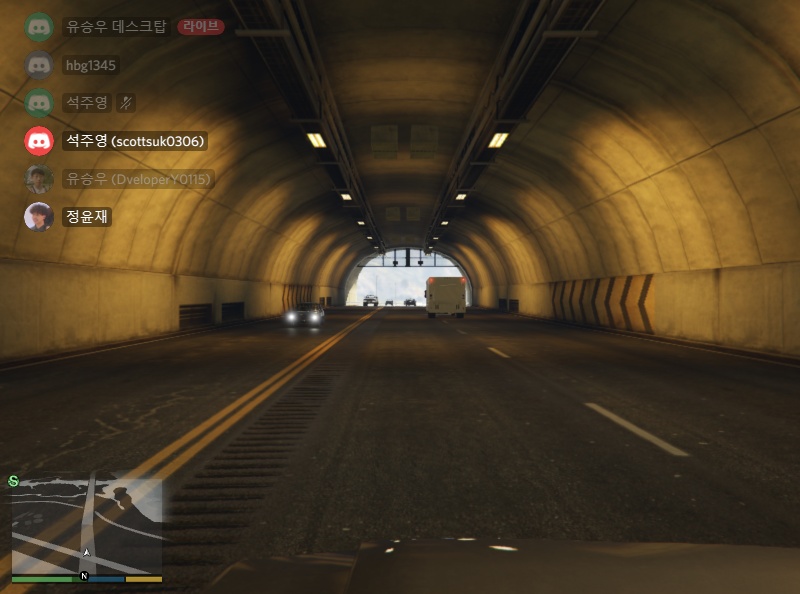 유승우 데스크탑 라이브
hbg1345
석주영
석주영 (scottsuk0306)
유승우 (DveloperY0115)
정윤재
S
N